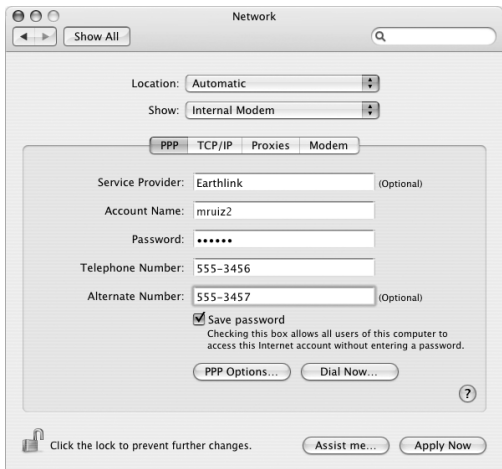 Network
Show All
Location: Automatic
Show: Internal Modem
PPP TCP/IP Proxies Modem
Service Provider: Earthlink (Optional)
Account Name: mruiz2
Password: ••••••
Telephone Number: 555-3456
Alternate Number: 555-3457 (Optional)
Save password
Checking this box allows all users of this computer to
access this Internet account without entering a password.
PPP Options... Dial Now...
?
Click the lock to prevent further changes. Assist me... Apply Now